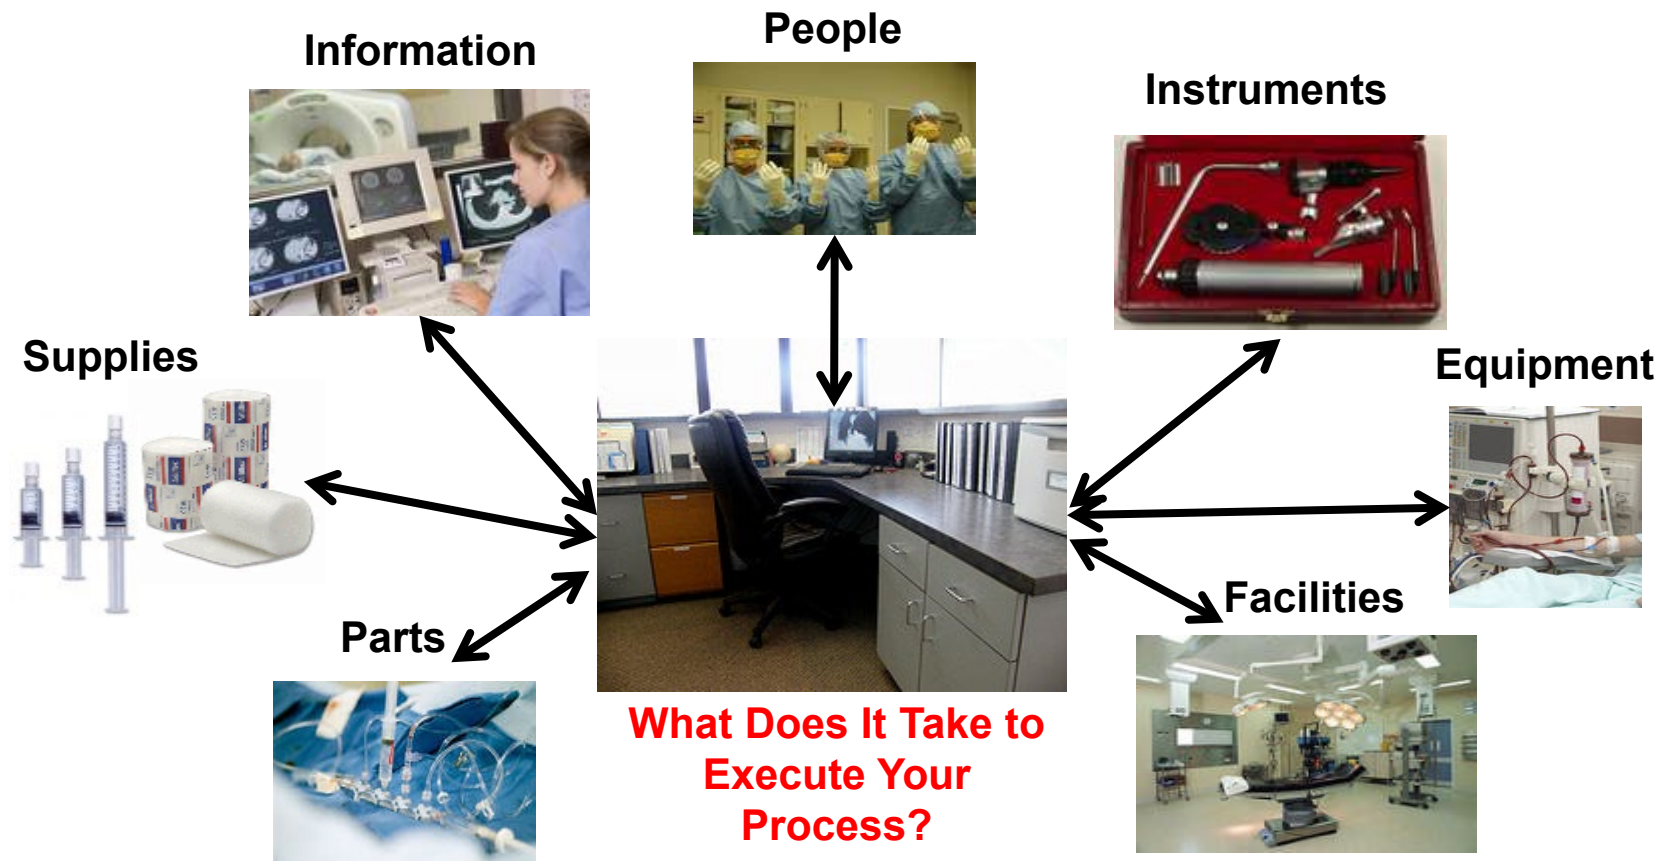 People
Information
Instruments
Supplies
Equipment
Facilities
Parts
What Does It Take to
Execute Your
Process?